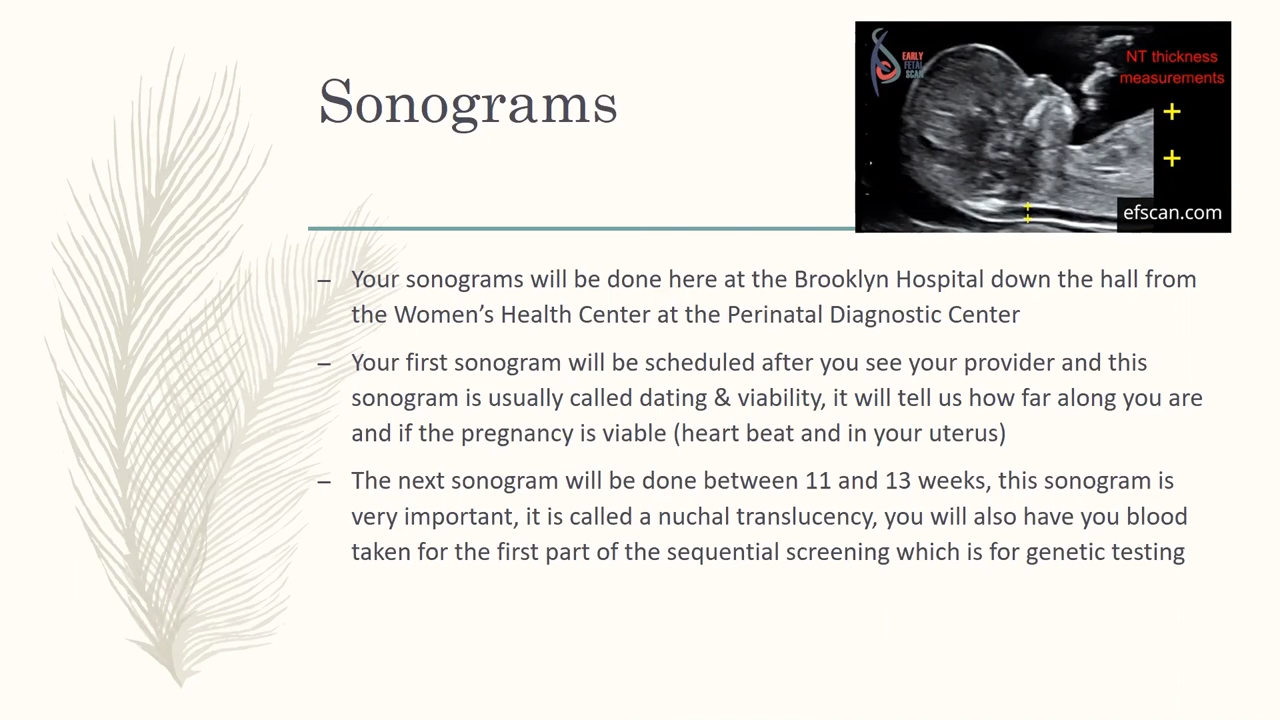 Sonograms
EARLY
FETAL
SCAN
NT thickness
measurements
efscan.com
– Your sonograms will be done here at the Brooklyn Hospital down the hall from
the Women’s Health Center at the Perinatal Diagnostic Center
– Your first sonogram will be scheduled after you see your provider and this
sonogram is usually called dating & viability, it will tell us how far along you are
and if the pregnancy is viable (heart beat and in your uterus)
– The next sonogram will be done between 11 and 13 weeks, this sonogram is
very important, it is called a nuchal translucency, you will also have you blood
taken for the first part of the sequential screening which is for genetic testing